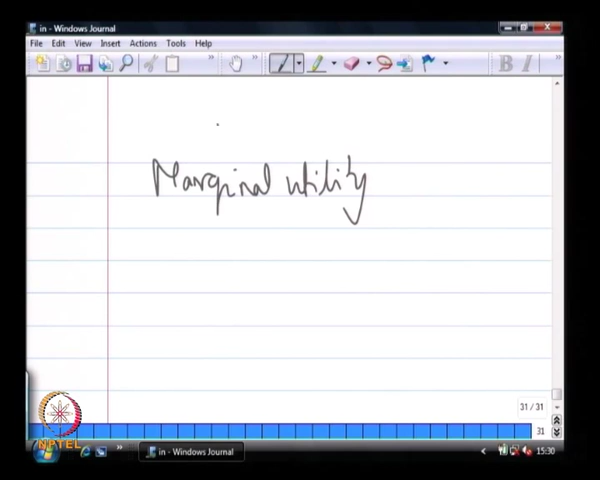 in - Windows Journal
File Edit View Insert Actions Tools Help
B I
Marginal utility
31 / 31
31
NPTEL
in - Windows Journal
15:30